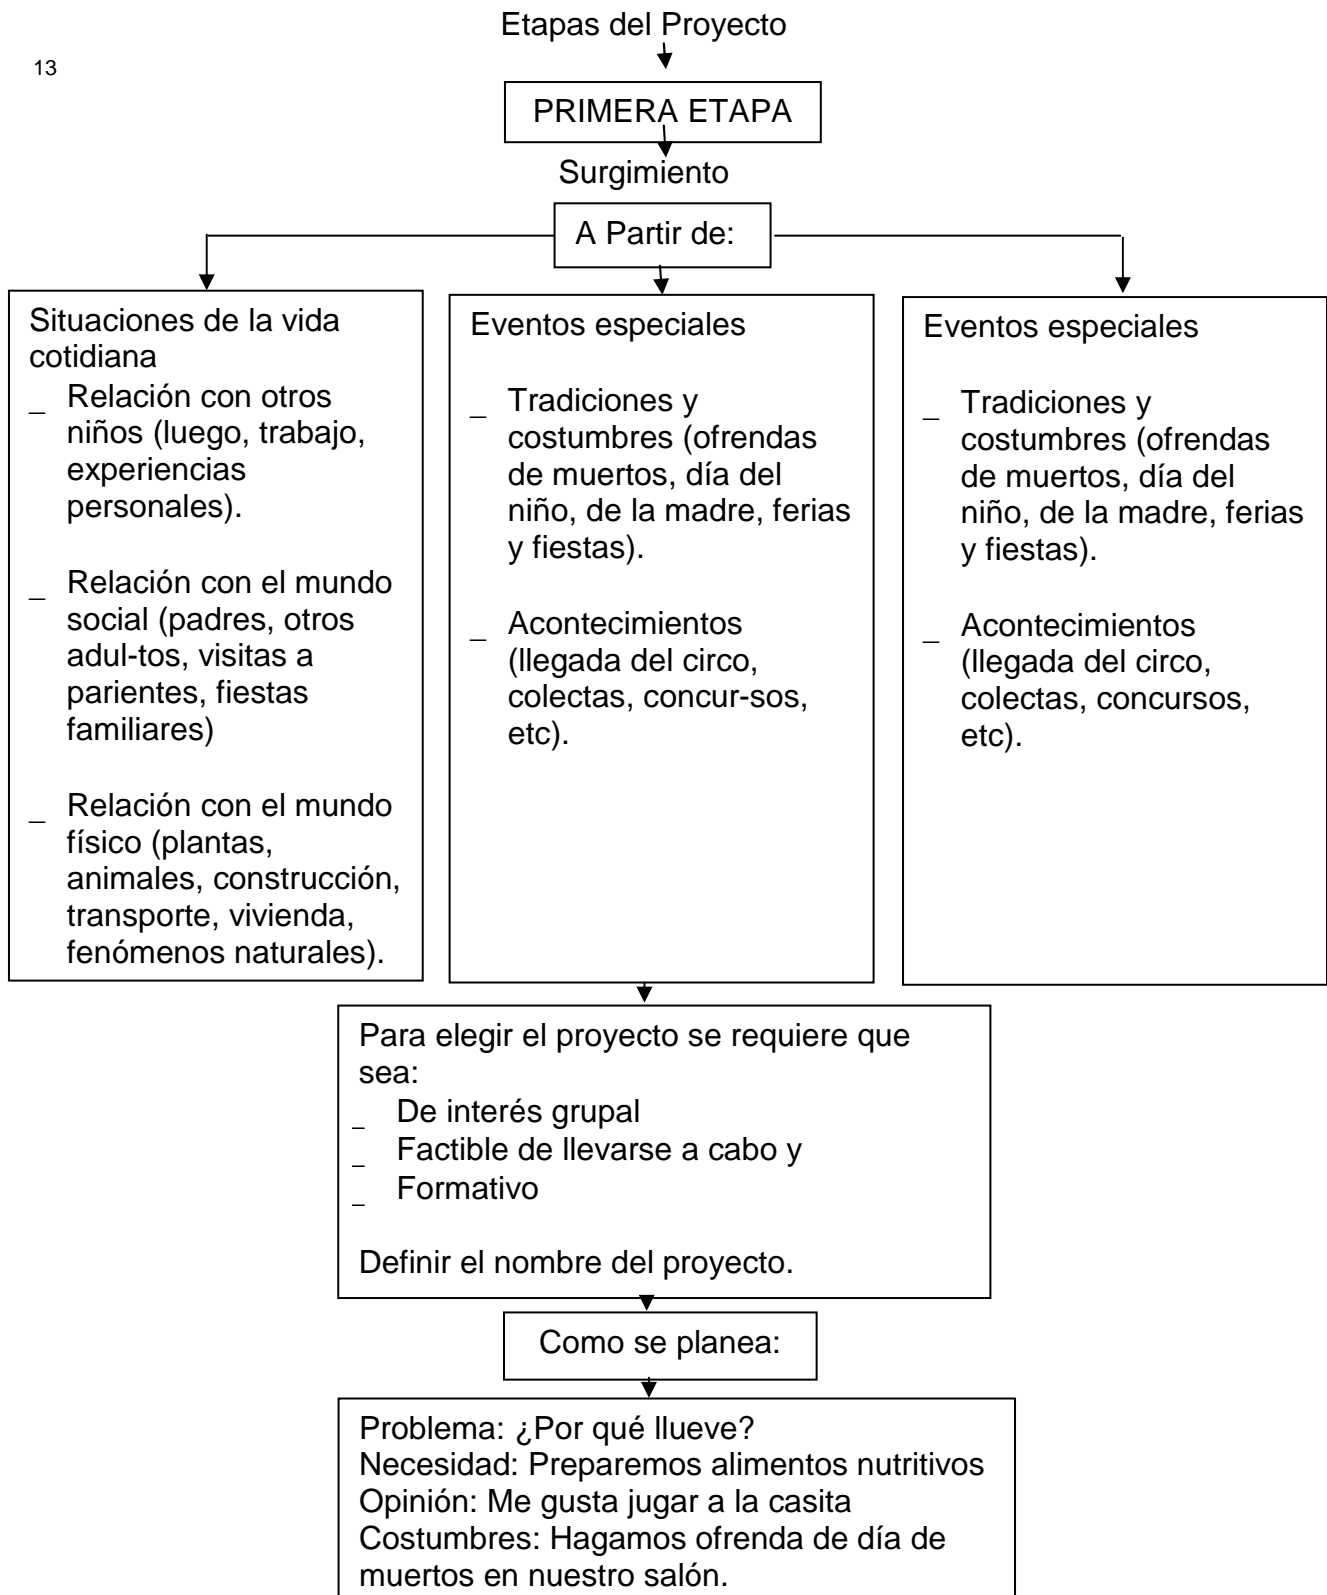 Etapas del Proyecto
13
PRIMERA ETAPA
Surgimiento
A Partir de:
Situaciones de la vida
cotidiana
_ Relación con otros
niños (luego, trabajo,
experiencias
personales).
_ Relación con el mundo
social (padres, otros
adul-tos, visitas a
parientes, fiestas
familiares)
_ Relación con el mundo
físico (plantas,
animales, construcción,
transporte, vivienda,
fenómenos naturales).
Eventos especiales
_ Tradiciones y
costumbres (ofrendas
de muertos, día del
niño, de la madre, ferias
y fiestas).
_ Acontecimientos
(llegada del circo,
colectas, concur-sos,
etc).
Eventos especiales
_ Tradiciones y
costumbres (ofrendas
de muertos, día del
niño, de la madre, ferias
y fiestas).
_ Acontecimientos
(llegada del circo,
colectas, concursos,
etc).
Para elegir el proyecto se requiere que
sea:
_ De interés grupal
_ Factible de llevarse a cabo y
_ Formativo
Definir el nombre del proyecto.
Como se planea:
Problema: ¿Por qué llueve?
Necesidad: Preparemos alimentos nutritivos
Opinión: Me gusta jugar a la casita
Costumbres: Hagamos ofrenda de día de
muertos en nuestro salón.